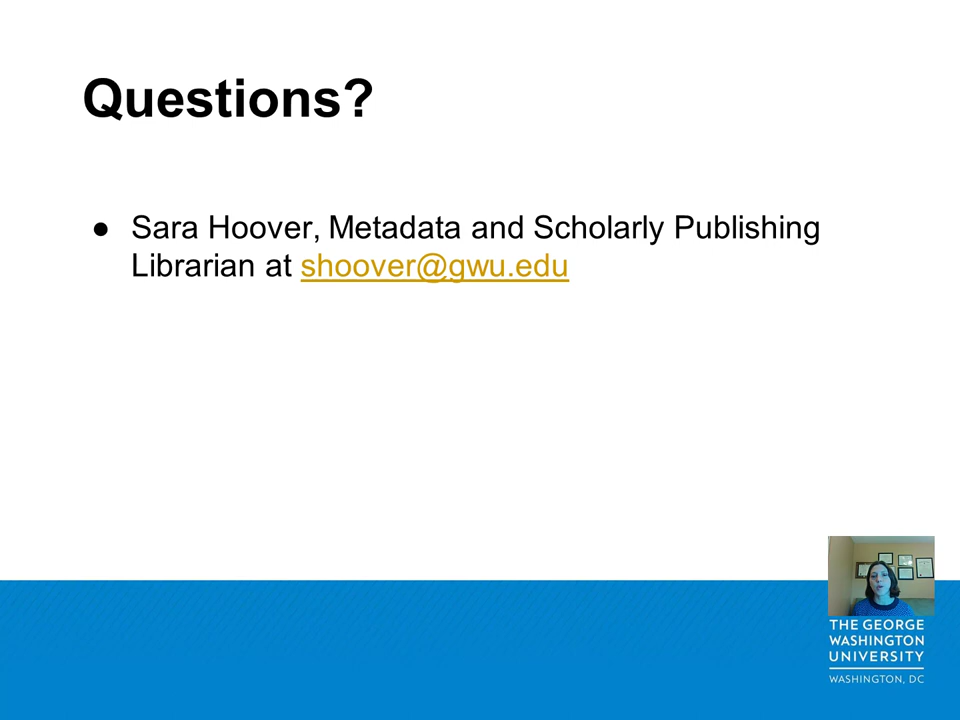 Questions?
● Sara Hoover, Metadata and Scholarly Publishing
Librarian at shoover@gwu.edu
THE GEORGE
WASHINGTON
UNIVERSITY
WASHINGTON, DC